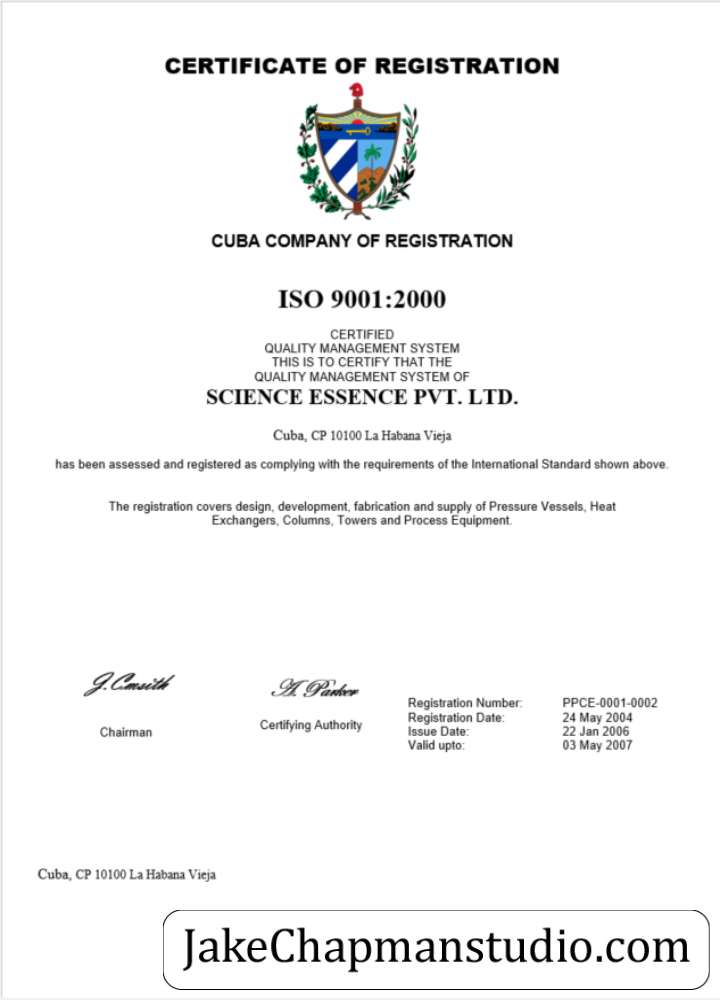 CERTIFICATE OF REGISTRATION
CUBA COMPANY OF REGISTRATION
ISO 9001:2000
CERTIFIED
QUALITY MANAGEMENT SYSTEM
THIS IS TO CERTIFY THAT THE
QUALITY MANAGEMENT SYSTEM OF
SCIENCE ESSENCE PVT. LTD.
Cuba, CP 10100 La Habana Vieja
has been assessed and registered as complying with the requirements of the International Standard shown above.
The registration covers design, development, fabrication and supply of Pressure Vessels, Heat
Exchangers, Columns, Towers and Process Equipment.
J. Cmsith
A. Parker
Chairman
Certifying Authority
Registration Number: PPCE-0001-0002
Registration Date: 24 May 2004
Issue Date: 22 Jan 2006
Valid upto: 03 May 2007
Cuba, CP 10100 La Habana Vieja
JakeChapmanstudio.com